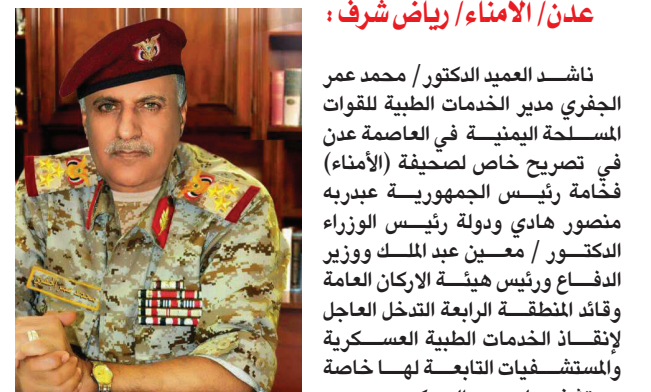 عدن/ الأمناء/ رياض شرف :
ناشد العميد الدكتور/ محمد عمر
الجفري مدير الخدمات الطبية للقوات
المسلحة اليمنية في العاصمة عدن
في تصريح خاص لصحيفة (الأمناء)
فخامة رئيس الجمهورية عبدربه
منصور هادي ودولة رئيس الوزراء
الدكتور / معين عبد الملك ووزير
الدفاع ورئيس هيئة الاركان العامة
وقائد المنطقة الرابعة التدخل العاجل
لإنقاذ الخدمات الطبية العسكرية
والمستشفيات التابعة لها خاصة